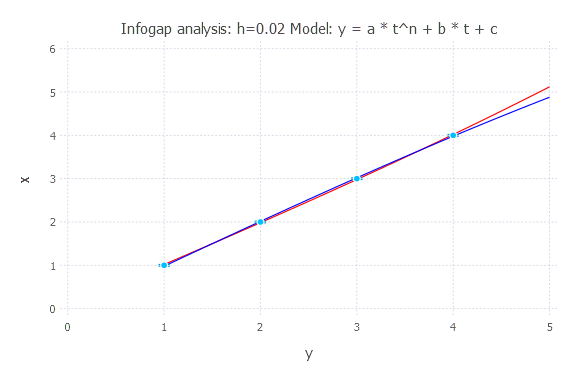 Infogap analysis: h=0.02 Model: y = a * t^n + b * t + c
6
5
4
3
2
1
0
x
0 1 2 3 4 5
y